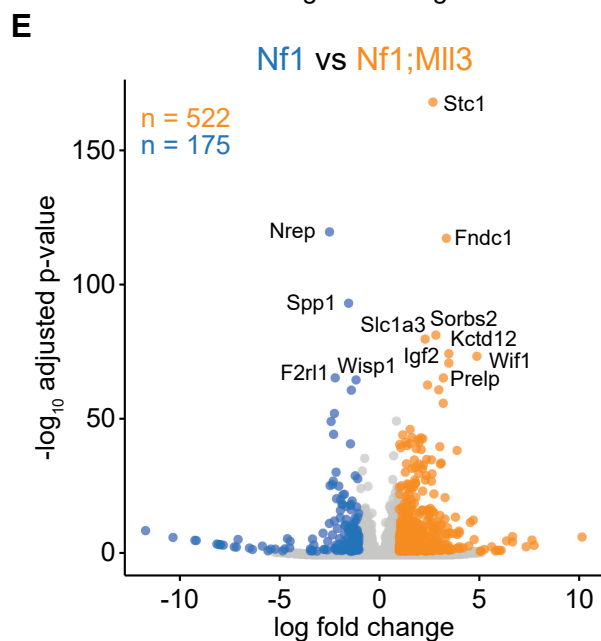 E
Nf1 vs Nf1;Mll3
n = 522
n = 175
Stc1
150
Nrep
Fndc1
100
Spp1
Slc1a3 Sorbs2
Kctd12
Igf2 Wif1
F2rl1 Wisp1 Prelp
50
0
-log10 adjusted p-value
-10 -5 0 5 10
log fold change